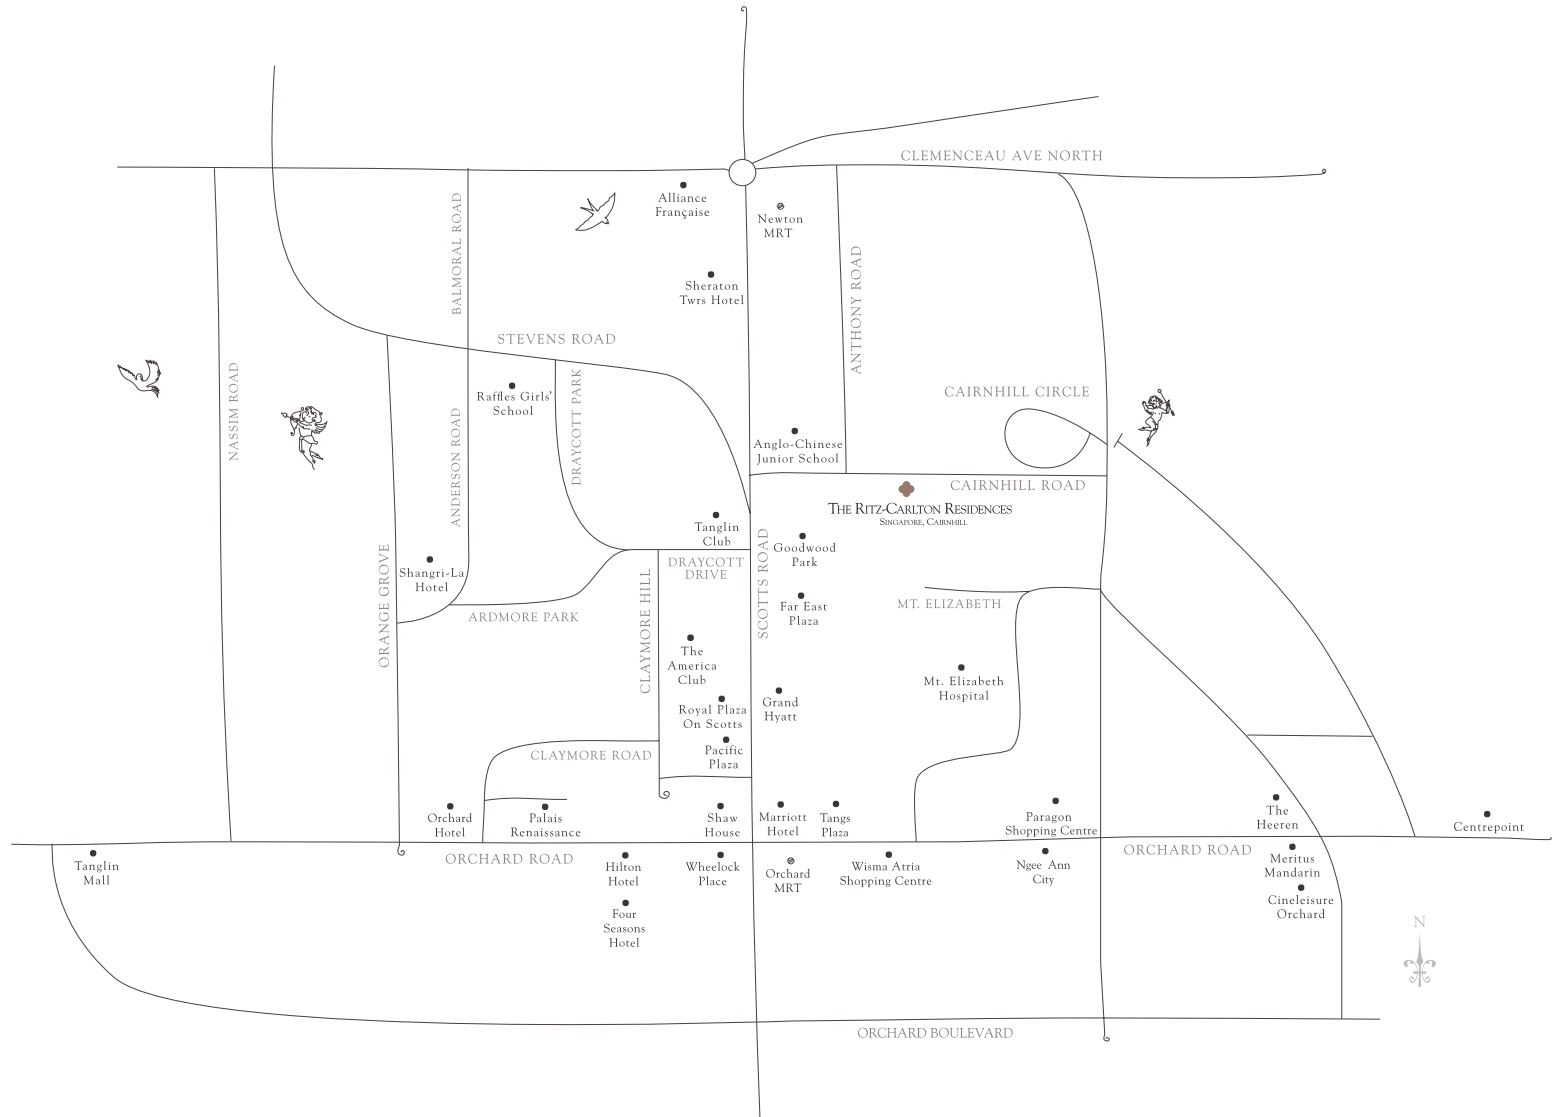 CLEMENCEAU AVE NORTH
Alliance
Française
Newton
MRT
BALMORAL ROAD
Sheraton
Twrs Hotel
ANTHONY ROAD
STEVENS ROAD
NASSIM ROAD
Raffles Girls'
School
DRAYCOTT PARK
CAIRNHILL CIRCLE
ANDERSON ROAD
Anglo-Chinese
Junior School
CAIRNHILL ROAD
THE RITZ-CARLTON RESIDENCES
SINGAPORE, CAIRNHILL
Tanglin
Club
Goodwood
Park
SCOTTS ROAD
DRAYCOTT
DRIVE
ORANGE GROVE
Shangri-La
Hotel
ARDMORE PARK
CLAYMORE HILL
Far East
Plaza
MT. ELIZABETH
The
America
Club
Mt. Elizabeth
Hospital
Royal Plaza
On Scotts
Grand
Hyatt
CLAYMORE ROAD
Pacific
Plaza
Orchard
Hotel
Palais
Renaissance
Shaw
House
Marriott
Hotel
Tangs
Plaza
Paragon
Shopping Centre
The
Heeren
Centrepoint
ORCHARD ROAD
ORCHARD ROAD
Tanglin
Mall
Hilton
Hotel
Wheelock
Place
Orchard
MRT
Wisma Atria
Shopping Centre
Ngee Ann
City
Meritus
Mandarin
Cineleisure
Orchard
Four
Seasons
Hotel
N
ORCHARD BOULEVARD